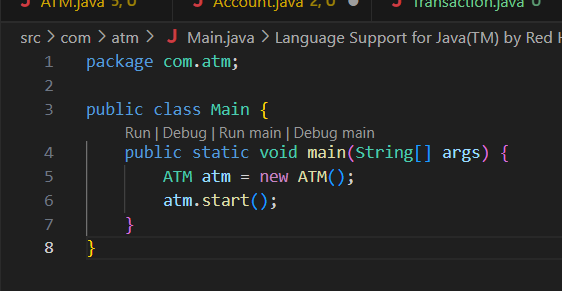 ATM.java 5, U Account.java 2, U Transaction.java U
src > com > atm > Main.java > Language Support for Java(TM) by Red H
1 package com.atm;
2
3 public class Main {
Run | Debug | Run main | Debug main
4 public static void main(String[] args) {
5 ATM atm = new ATM();
6 atm.start();
7 }
8 }